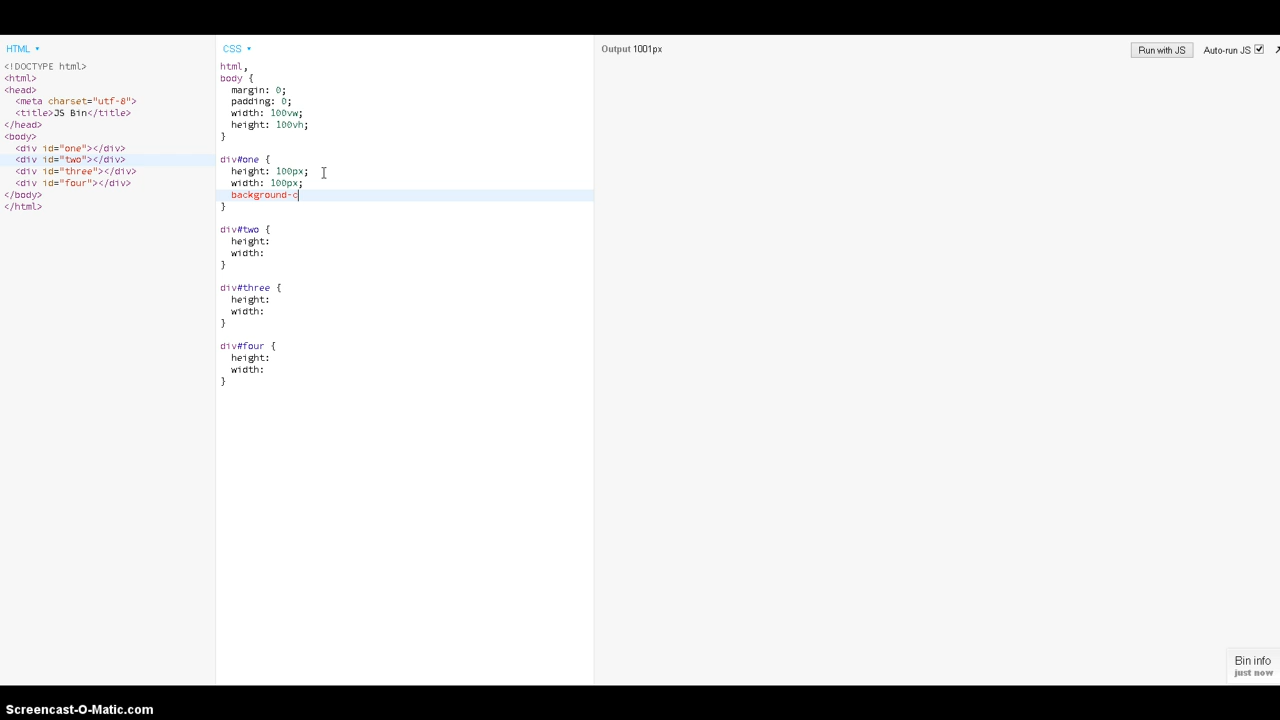 HTML ▾
<!DOCTYPE html>
<html>
<head>
  <meta charset="utf-8">
  <title>JS Bin</title>
</head>
<body>
  <div id="one"></div>
  <div id="two"></div>
  <div id="three"></div>
  <div id="four"></div>
</body>
</html>
CSS ▾
html,
body {
  margin: 0;
  padding: 0;
  width: 100vw;
  height: 100vh;
}

div#one {
  height: 100px;
  width: 100px;
  background-c
}

div#two {
  height:
  width:
}

div#three {
  height:
  width:
}

div#four {
  height:
  width:
}
Output 1001px
Run with JS
Auto-run JS
Bin info
just now
Screencast-O-Matic.com